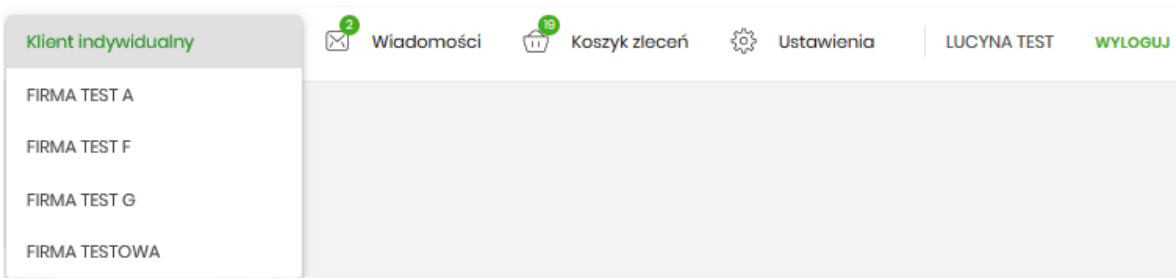 Klient indywidualny 2 Wiadomości 19 Koszyk zleceń Ustawienia LUCYNA TEST WYLOGUJ
FIRMA TEST A
FIRMA TEST F
FIRMA TEST G
FIRMA TESTOWA